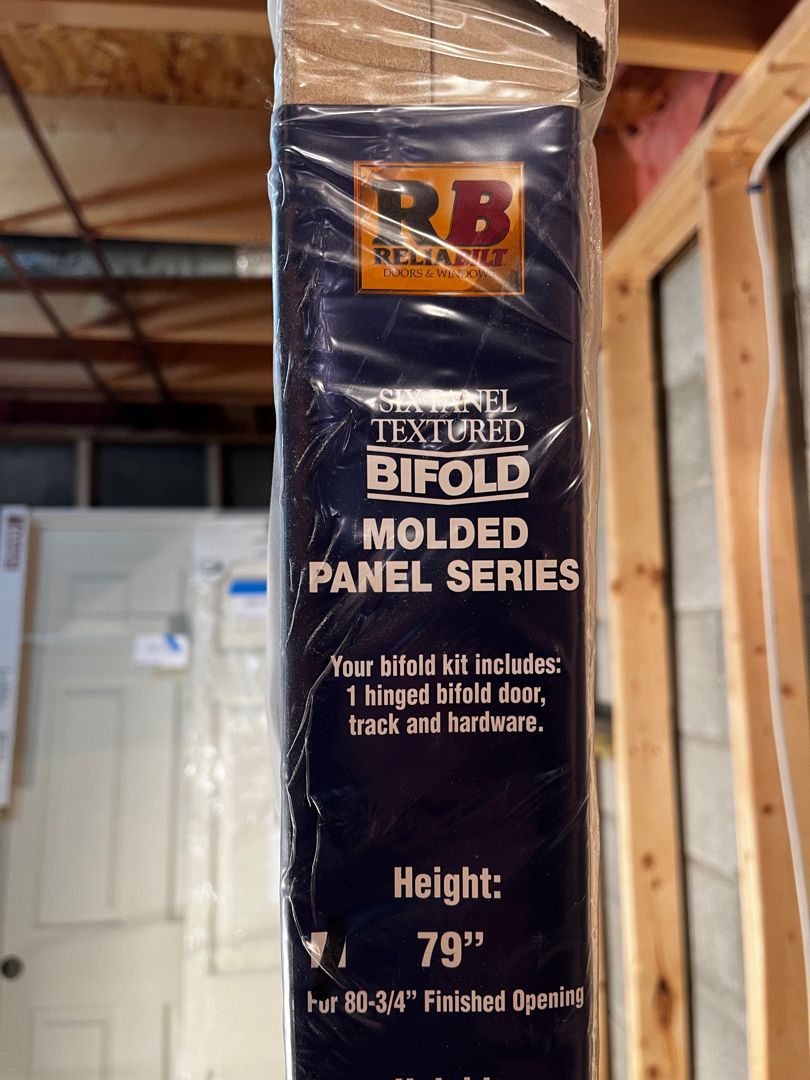 RB
RELIABILT
DOORS & WINDOWS
SIX PANEL
TEXTURED
BIFOLD
MOLDED
PANEL SERIES
Your bifold kit includes:
1 hinged bifold door,
track and hardware.
Height:
79”
For 80-3/4” Finished Opening